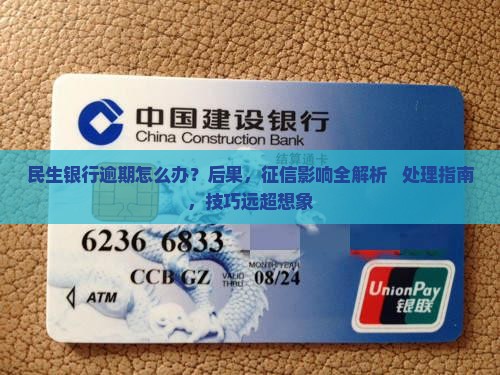 中国建设银行
China Construction Bank
结算通卡
民生银行逾期怎么办？后果，征信影响全解析 处理指南
，技巧远超想象
6236 6833
MONTH/YEAR
CCB GZ VALID THRU 08/24
ATM
UnionPay
银联